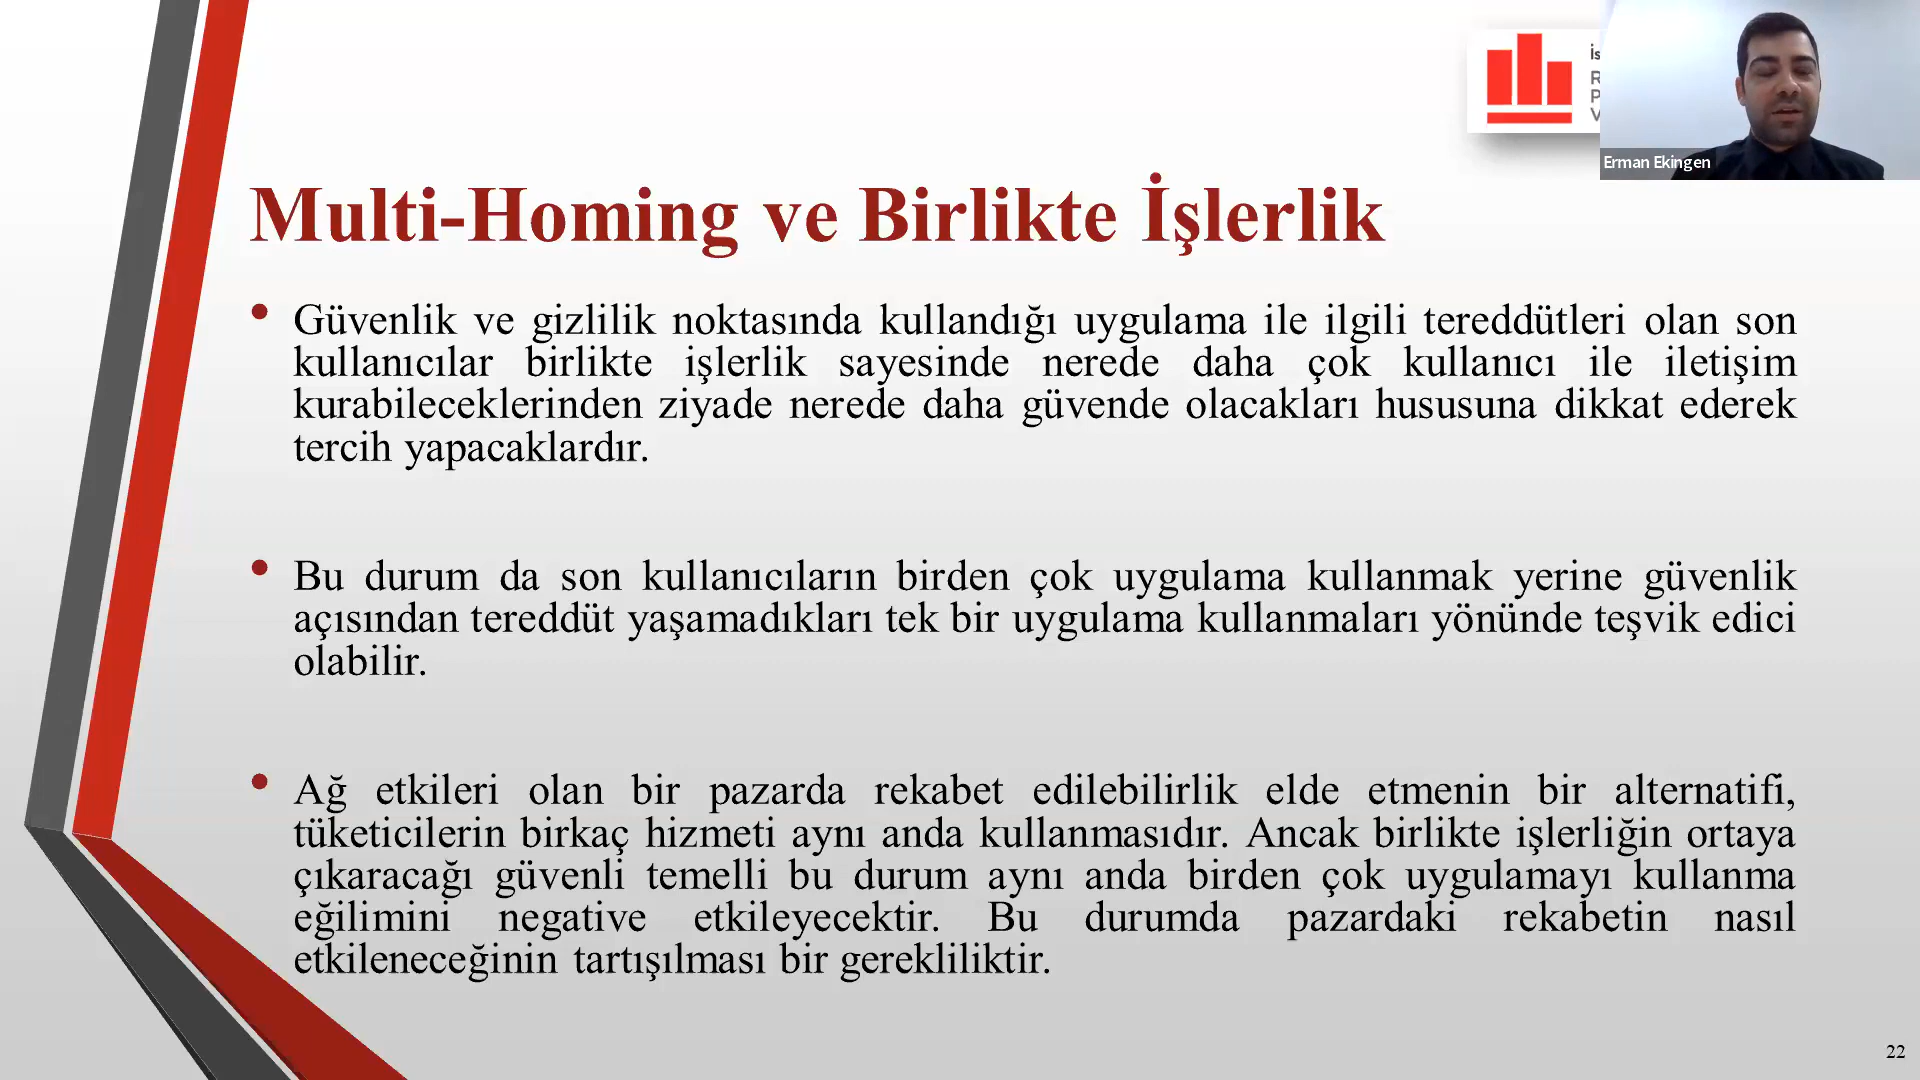 Erman Ekingen
Multi-Homing ve Birlikte İşlerlik
• Güvenlik ve gizlilik noktasında kullandığı uygulama ile ilgili tereddütleri olan son
kullanıcılar birlikte işlerlik sayesinde nerede daha çok kullanıcı ile iletişim
kurabileceklerinden ziyade nerede daha güvende olacakları hususuna dikkat ederek
tercih yapacaklardır.
• Bu durum da son kullanıcıların birden çok uygulama kullanmak yerine güvenlik
açısından tereddüt yaşamadıkları tek bir uygulama kullanmaları yönünde teşvik edici
olabilir.
• Ağ etkileri olan bir pazarda rekabet edilebilirlik elde etmenin bir alternatifi,
tüketicilerin birkaç hizmeti aynı anda kullanmasıdır. Ancak birlikte işlerliğin ortaya
çıkaracağı güvenli temelli bu durum aynı anda birden çok uygulamayı kullanma
eğilimini negative etkileyecektir. Bu durumda pazardaki rekabetin nasıl
etkileneceğinin tartışılması bir gerekliliktir.
22